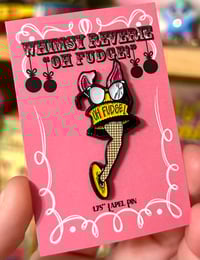 WHIMSY REVERIE
"OH FUDGE!"
OH FUDGE!
1.75" LAPEL PIN